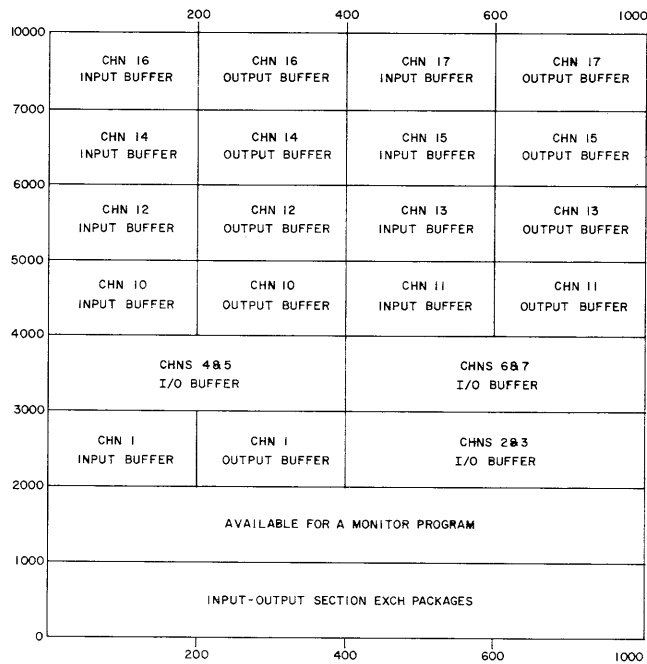 200 400 600 1000
10000
CHN 16 CHN 16 CHN 17 CHN 17
INPUT BUFFER OUTPUT BUFFER INPUT BUFFER OUTPUT BUFFER
7000
CHN 14 CHN 14 CHN 15 CHN 15
INPUT BUFFER OUTPUT BUFFER INPUT BUFFER OUTPUT BUFFER
6000
CHN 12 CHN 12 CHN 13 CHN 13
INPUT BUFFER OUTPUT BUFFER INPUT BUFFER OUTPUT BUFFER
5000
CHN 10 CHN 10 CHN 11 CHN 11
INPUT BUFFER OUTPUT BUFFER INPUT BUFFER OUTPUT BUFFER
4000
CHNS 4&5 CHNS 6&7
I/O BUFFER I/O BUFFER
3000
CHN 1 CHN 1 CHNS 2&3
INPUT BUFFER OUTPUT BUFFER I/O BUFFER
2000
AVAILABLE FOR A MONITOR PROGRAM
1000
INPUT-OUTPUT SECTION EXCH PACKAGES
0
200 400 600 1000